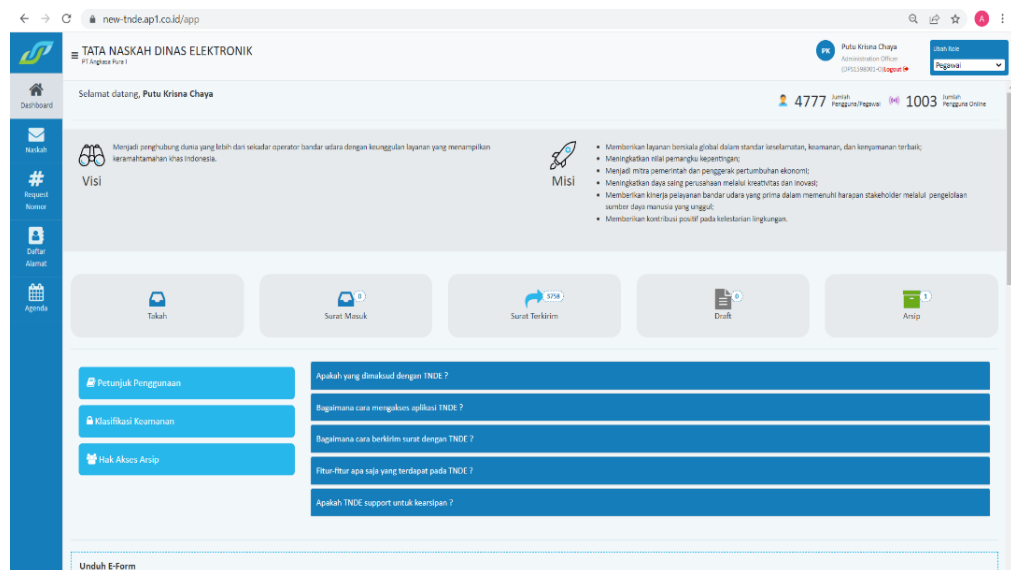 new-tnde.ap1.co.id/app
A
TATA NASKAH DINAS ELEKTRONIK
PT Angkasa Pura I
PK
Putu Krisna Chaya
Administration Officer
Logout
Ubah Role
Pegawai
Dashboard
Naskah
Request
Nomor
Daftar
Alamat
Agenda
Selamat datang, Putu Krisna Chaya
4777 Jumlah Pengguna/Pegawai
1003 Jumlah Pengguna Online
Visi
Menjadi penghubung dunia yang lebih dari sekadar operator bandar udara dengan keunggulan layanan yang menampilkan
keramahtamahan khas Indonesia.
Misi
Memberikan layanan berskala global dalam standar keselamatan, keamanan, dan kenyamanan terbaik;
Meningkatkan nilai pemangku kepentingan;
Menjadi mitra pemerintah dan penggerak pertumbuhan ekonomi;
Meningkatkan daya saing perusahaan melalui kreativitas dan inovasi;
Memberikan kinerja pelayanan bandar udara yang prima dalam memenuhi harapan stakeholder melalui pengelolaan
sumber daya manusia yang unggul;
Memberikan kontribusi positif pada kelestarian lingkungan.
Takah
0
Surat Masuk
5758
Surat Terkirim
0
Draft
1
Arsip
Petunjuk Penggunaan
Klasifikasi Keamanan
Hak Akses Arsip
Apakah yang dimaksud dengan TNDE ?
Bagaimana cara mengakses aplikasi TNDE ?
Bagaimana cara berkirim surat dengan TNDE ?
Fitur-fitur apa saja yang terdapat pada TNDE ?
Apakah TNDE support untuk kearsipan ?
Unduh E-Form